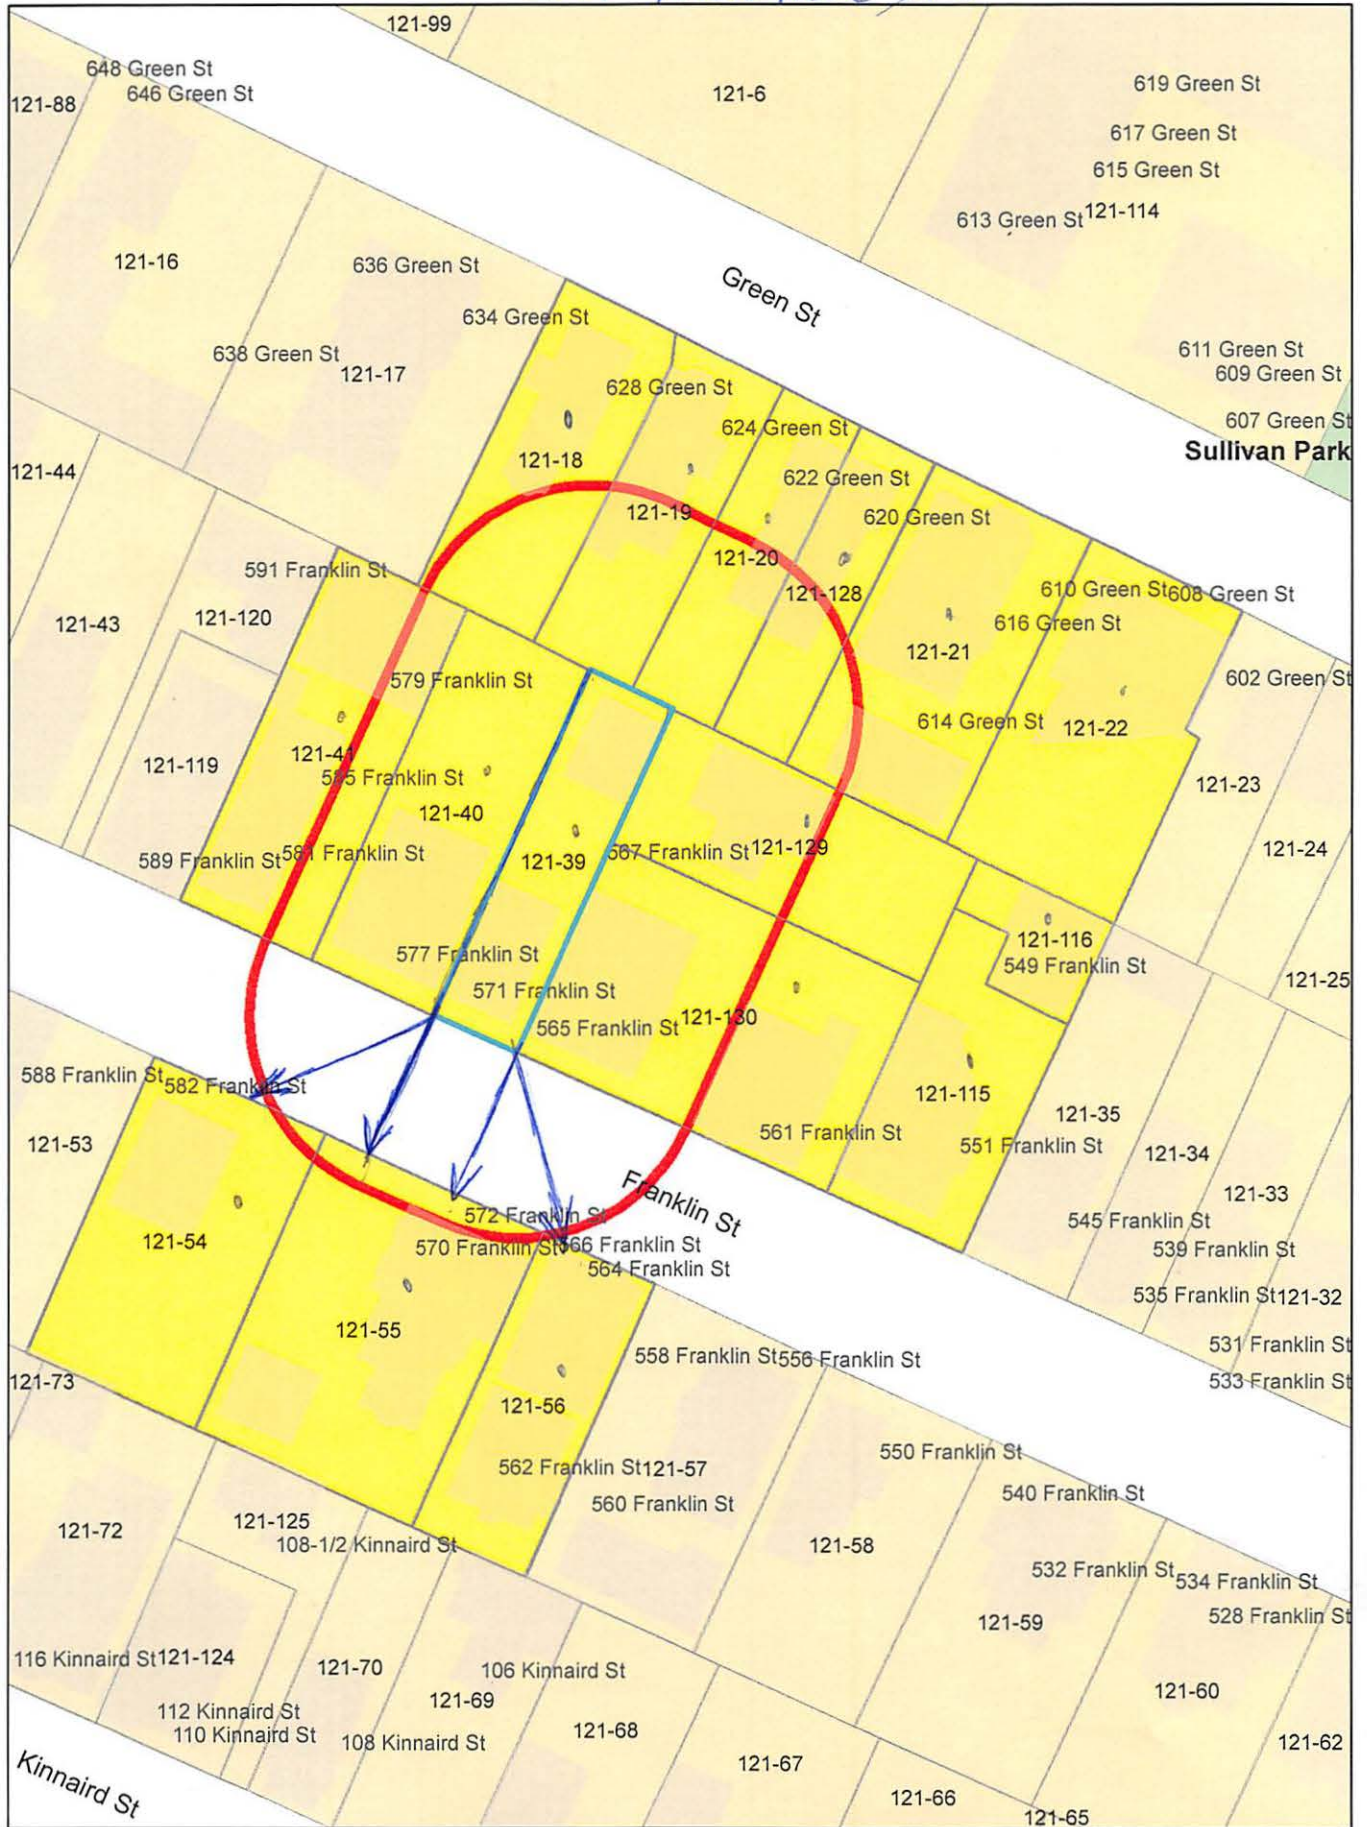 121-99
648 Green St
646 Green St
121-88
121-6
619 Green St
617 Green St
615 Green St
613 Green St
121-114
121-16
636 Green St
Green St
634 Green St
638 Green St
121-17
611 Green St
609 Green St
628 Green St
607 Green St
624 Green St
Sullivan Park
121-44
121-18
622 Green St
121-19
620 Green St
121-20
591 Franklin St
121-128
610 Green St
608 Green St
121-43
121-120
616 Green St
121-21
579 Franklin St
602 Green St
614 Green St
121-22
121-41
121-119
585 Franklin St
121-23
121-40
589 Franklin St
581 Franklin St
121-39
567 Franklin St
121-129
121-24
121-116
577 Franklin St
549 Franklin St
121-25
571 Franklin St
565 Franklin St
121-130
588 Franklin St
582 Franklin St
121-115
121-35
121-53
561 Franklin St
551 Franklin St
121-34
Franklin St
121-33
572 Franklin St
545 Franklin St
121-54
570 Franklin St
566 Franklin St
539 Franklin St
564 Franklin St
535 Franklin St
121-32
121-55
531 Franklin St
558 Franklin St
556 Franklin St
121-73
533 Franklin St
121-56
550 Franklin St
562 Franklin St
121-57
540 Franklin St
560 Franklin St
121-72
121-125
108-1/2 Kinnaird St
121-58
532 Franklin St
534 Franklin St
528 Franklin St
121-59
116 Kinnaird St
121-124
121-70
106 Kinnaird St
121-69
121-60
112 Kinnaird St
110 Kinnaird St
108 Kinnaird St
121-68
121-62
121-67
Kinnaird St
121-66
121-65